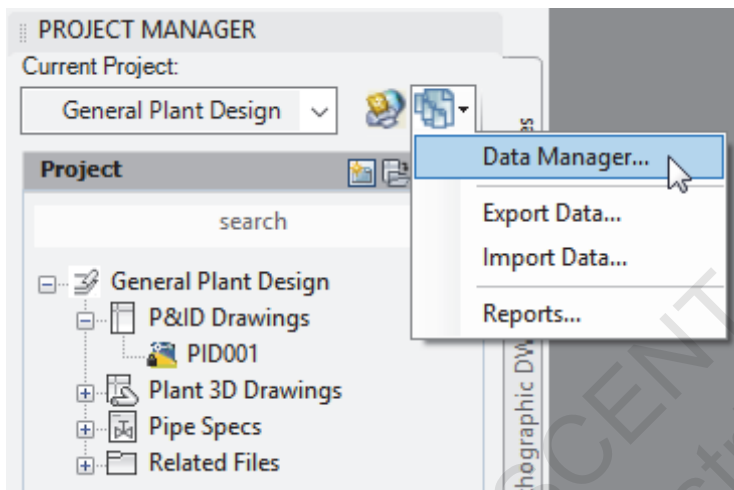 PROJECT MANAGER
Current Project:
General Plant Design
Project
search
General Plant Design
P&ID Drawings
PID001
Plant 3D Drawings
Pipe Specs
Related Files
Data Manager...
Export Data...
Import Data...
Reports...